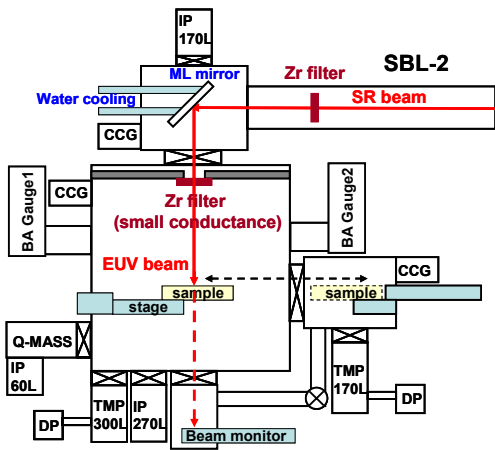 IP
170L
SBL-2
ML mirror
Zr filter
Water cooling
SR beam
CCG
BA Gauge1
CCG
BA Gauge2
Zr filter
(small conductance)
EUV beam
CCG
sample
sample
stage
Q-MASS
IP
60L
TMP
170L
TMP
300L
IP
270L
DP
DP
Beam monitor